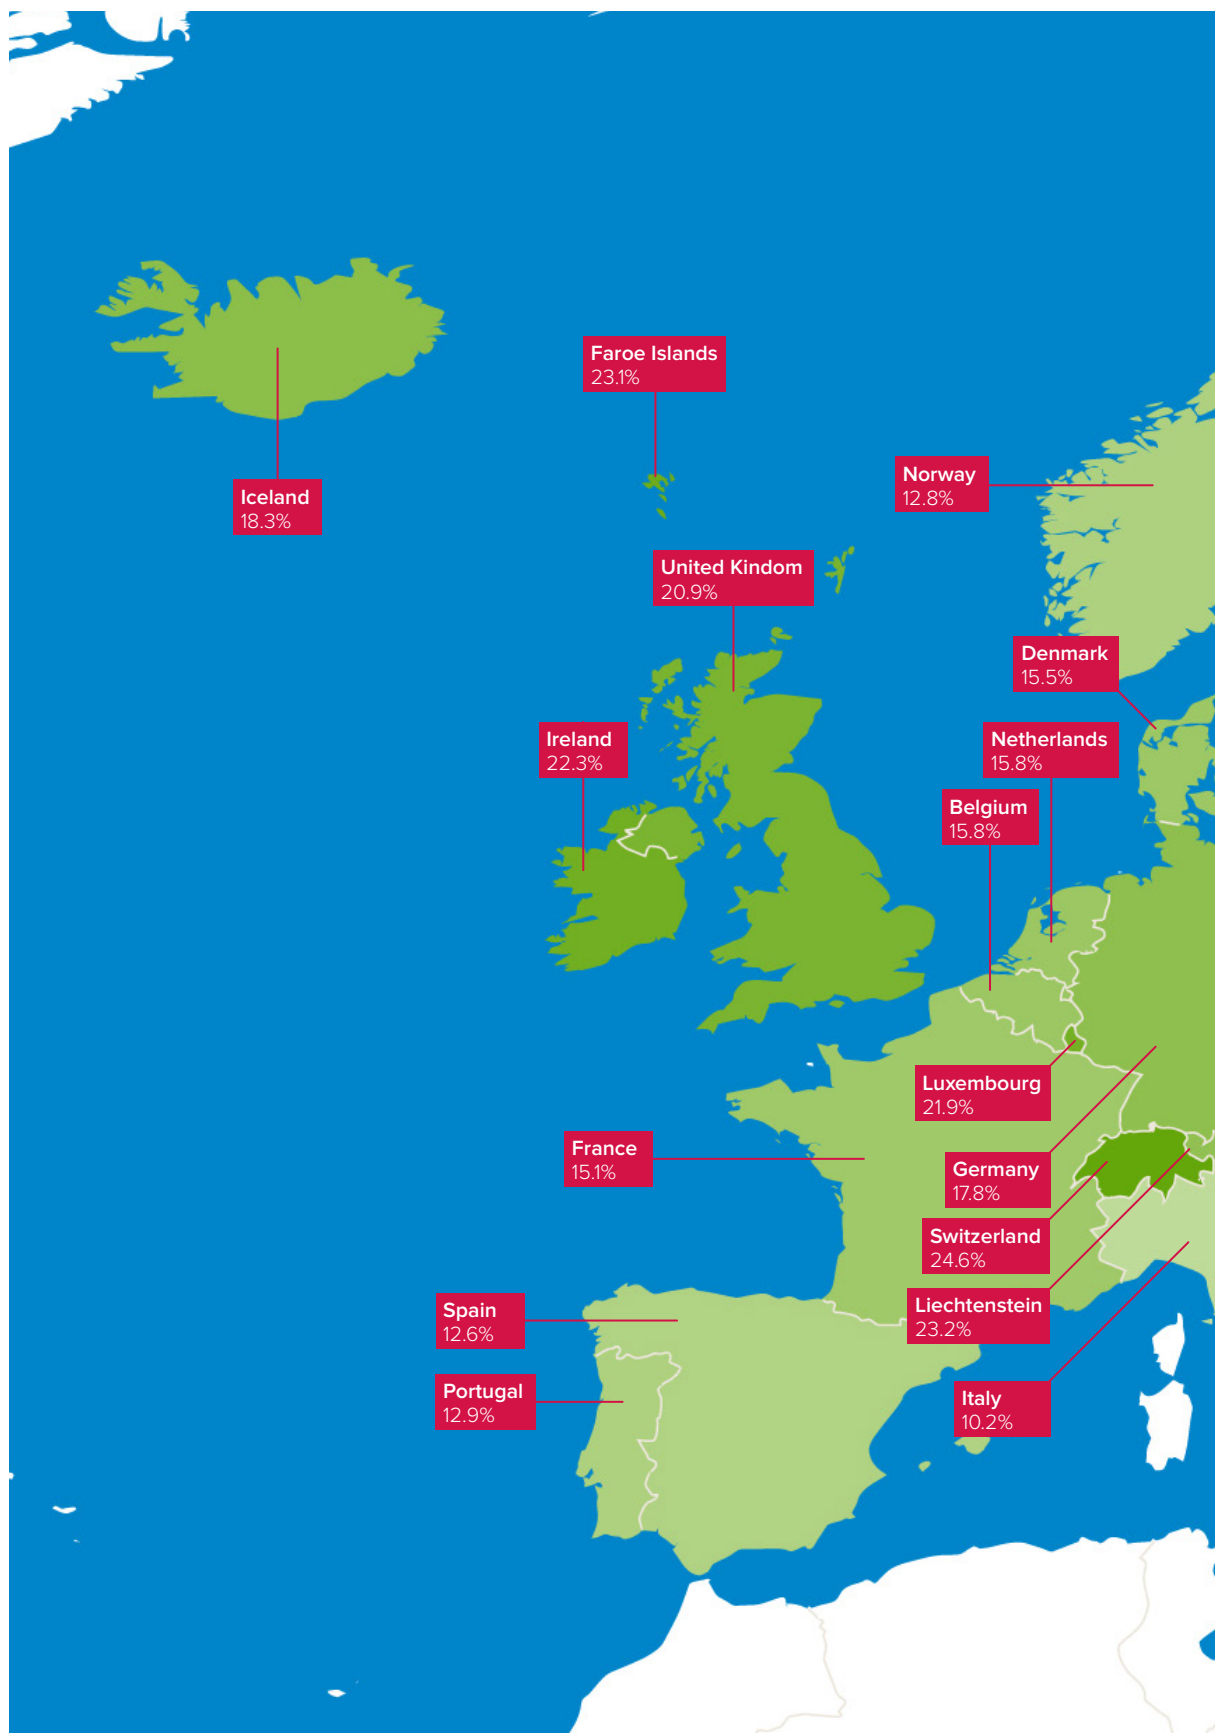 Faroe Islands
23.1%
Norway
12.8%
Iceland
18.3%
United Kindom
20.9%
Denmark
15.5%
Ireland
22.3%
Netherlands
15.8%
Belgium
15.8%
Luxembourg
21.9%
France
15.1%
Germany
17.8%
Switzerland
24.6%
Liechtenstein
23.2%
Spain
12.6%
Portugal
12.9%
Italy
10.2%